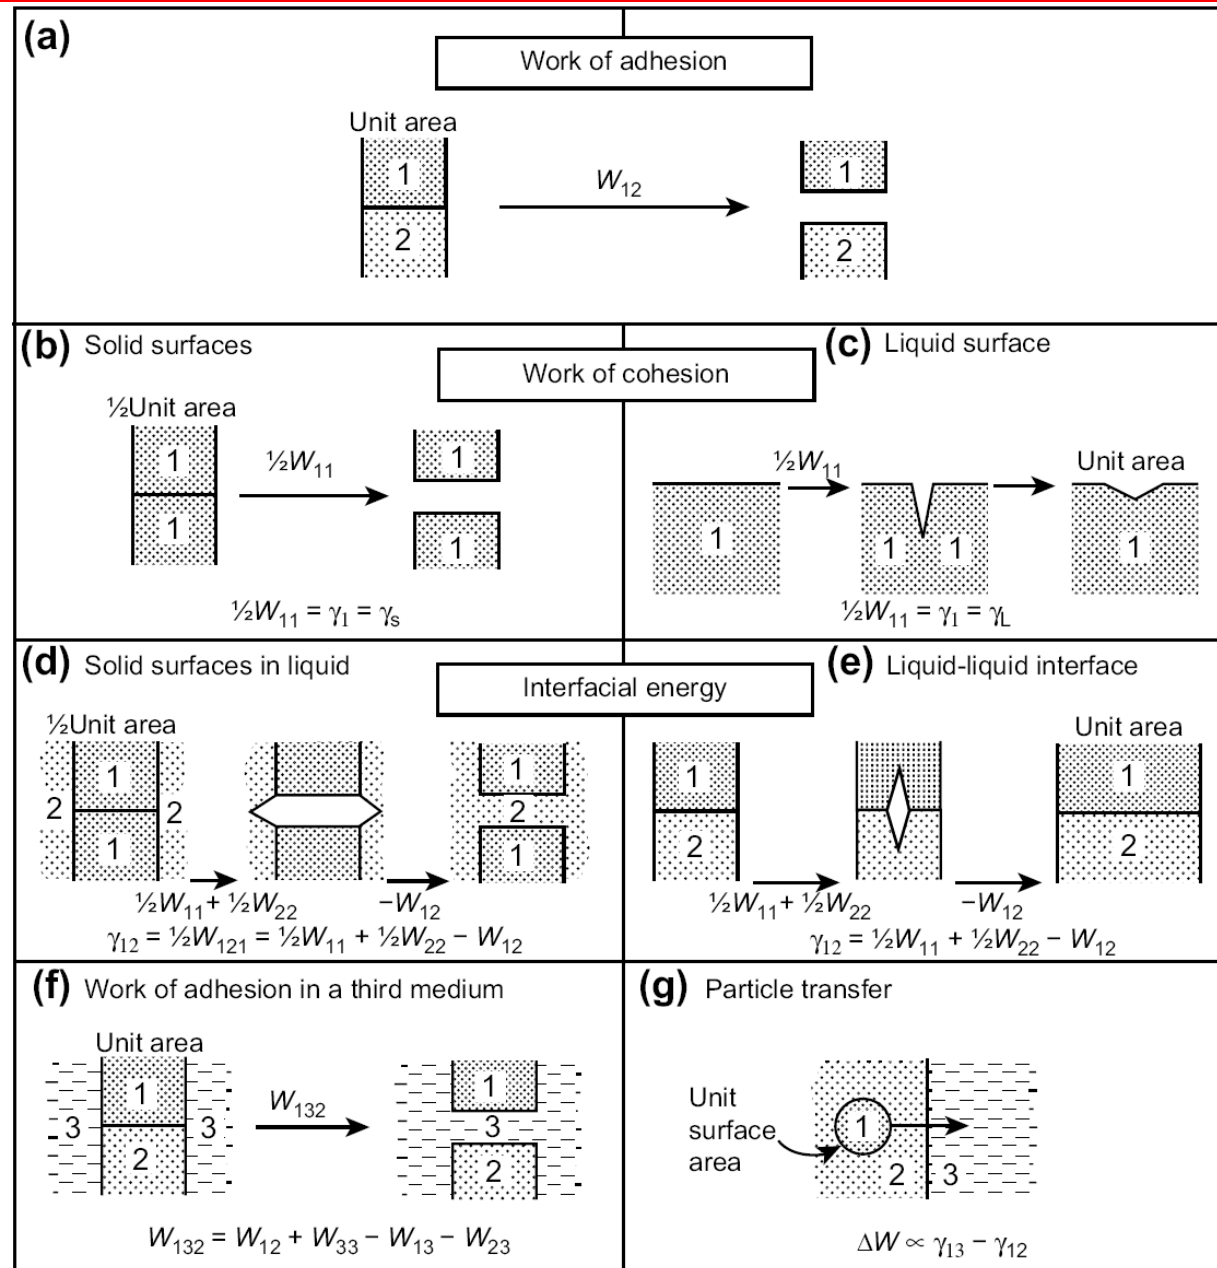 (a)
Work of adhesion
Unit area
1
2
W₁₂
1
2
(b) Solid surfaces
Work of cohesion
(c) Liquid surface
½Unit area
1
1
½W₁₁
1
1
½W₁₁ = γ₁ = γₛ
1
½W₁₁
1 1
Unit area
1
½W₁₁ = γ₁ = γ_L
(d) Solid surfaces in liquid
Interfacial energy
(e) Liquid-liquid interface
½Unit area
1
2 2
1
1
2
1
½W₁₁ + ½W₂₂
−W₁₂
γ₁₂ = ½W₁₂₁ = ½W₁₁ + ½W₂₂ − W₁₂
1
2
Unit area
1
2
½W₁₁ + ½W₂₂
−W₁₂
γ₁₂ = ½W₁₁ + ½W₂₂ − W₁₂
(f) Work of adhesion in a third medium
(g) Particle transfer
Unit area
1
3 3
2
W₁₃₂
1
3
2
W₁₃₂ = W₁₂ + W₃₃ − W₁₃ − W₂₃
Unit
surface
area
1
2 3
ΔW ∝ γ₁₃ − γ₁₂